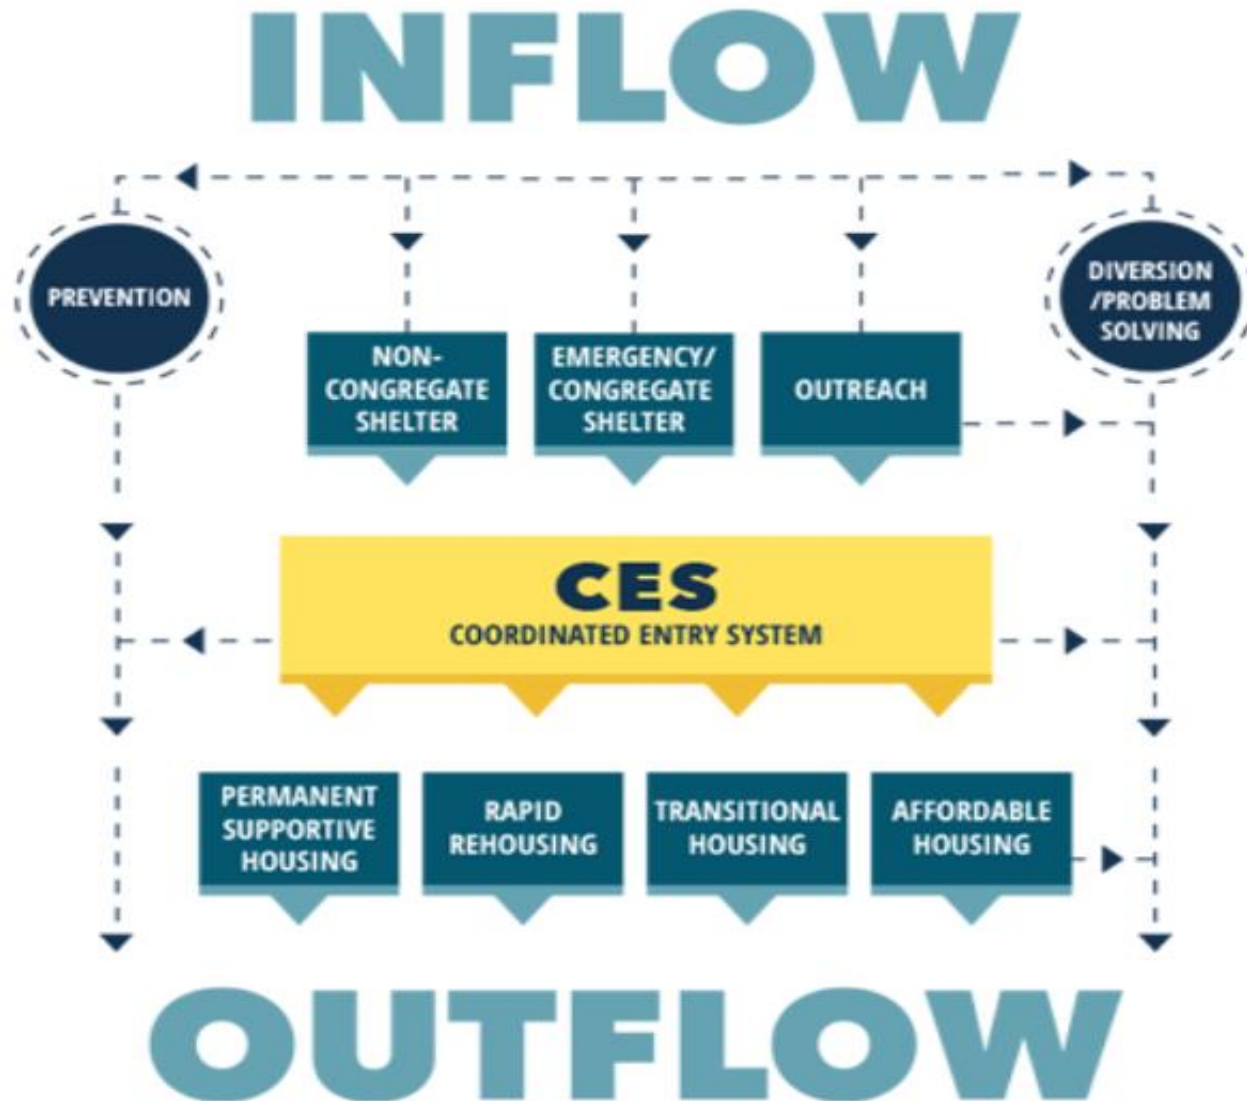 INFLOW
PREVENTION
DIVERSION
/PROBLEM
SOLVING
NON-
CONGREGATE
SHELTER
EMERGENCY/
CONGREGATE
SHELTER
OUTREACH
CES
COORDINATED ENTRY SYSTEM
PERMANENT
SUPPORTIVE
HOUSING
RAPID
REHOUSING
TRANSITIONAL
HOUSING
AFFORDABLE
HOUSING
OUTFLOW